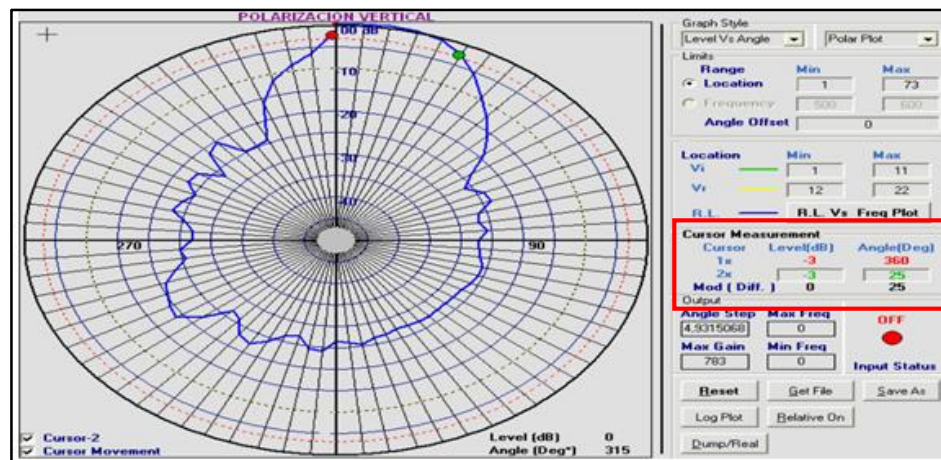 POLARIZACION VERTICAL
00 dB
-10
-20
-30
-40
270
90
Cursor-2
Cursor Movement
Level (dB) 0
Angle (Deg*) 315
Graph Style
Level Vs Angle Polar Plot
Limits
Range Min Max
Location 1 73
Frequency 500 600
Angle Offset 0
Location Min Max
Vi 1 11
Vr 12 22
R.L. R.L. Vs Freq Plot
Cursor Measurement
Cursor Level(dB) Angle(Deg)
1x -3 360
2x -3 25
Mod ( Diff. ) 0 25
Output
Angle Step Max Freq
4,9315068 0
OFF
Max Gain Min Freq
783 0
Input Status
Reset Get File Save As
Log Plot Relative On
Dump/Real